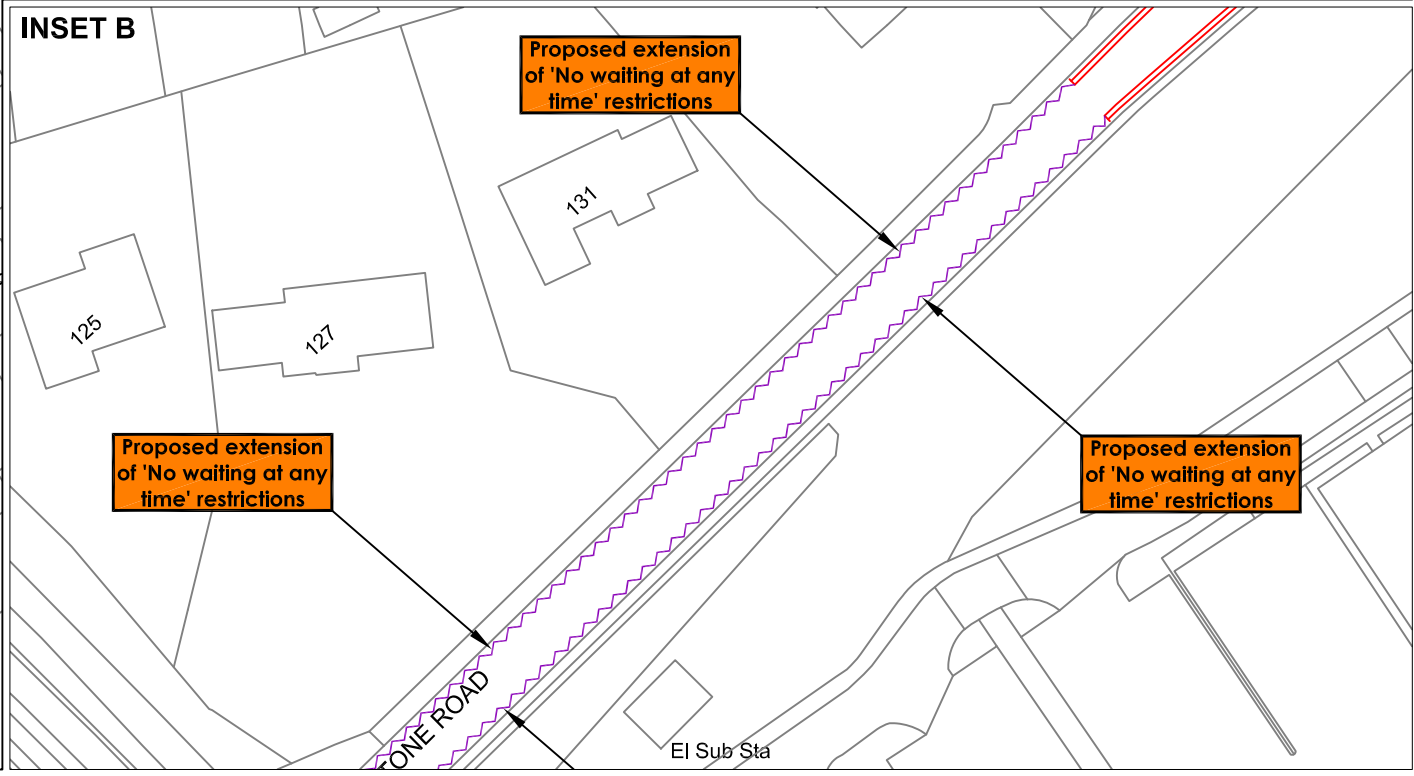 INSET B
Proposed extension
of 'No waiting at any
time' restrictions
131
125
127
Proposed extension
of 'No waiting at any
time' restrictions
Proposed extension
of 'No waiting at any
time' restrictions
TONE ROAD
El Sub Sta